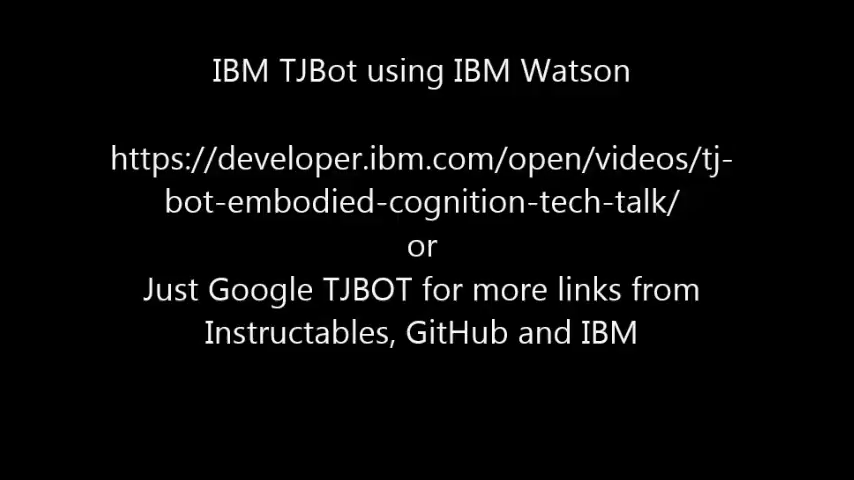 IBM TJBot using IBM Watson
https://developer.ibm.com/open/videos/tj-
bot-embodied-cognition-tech-talk/
or
Just Google TJBOT for more links from
Instructables, GitHub and IBM